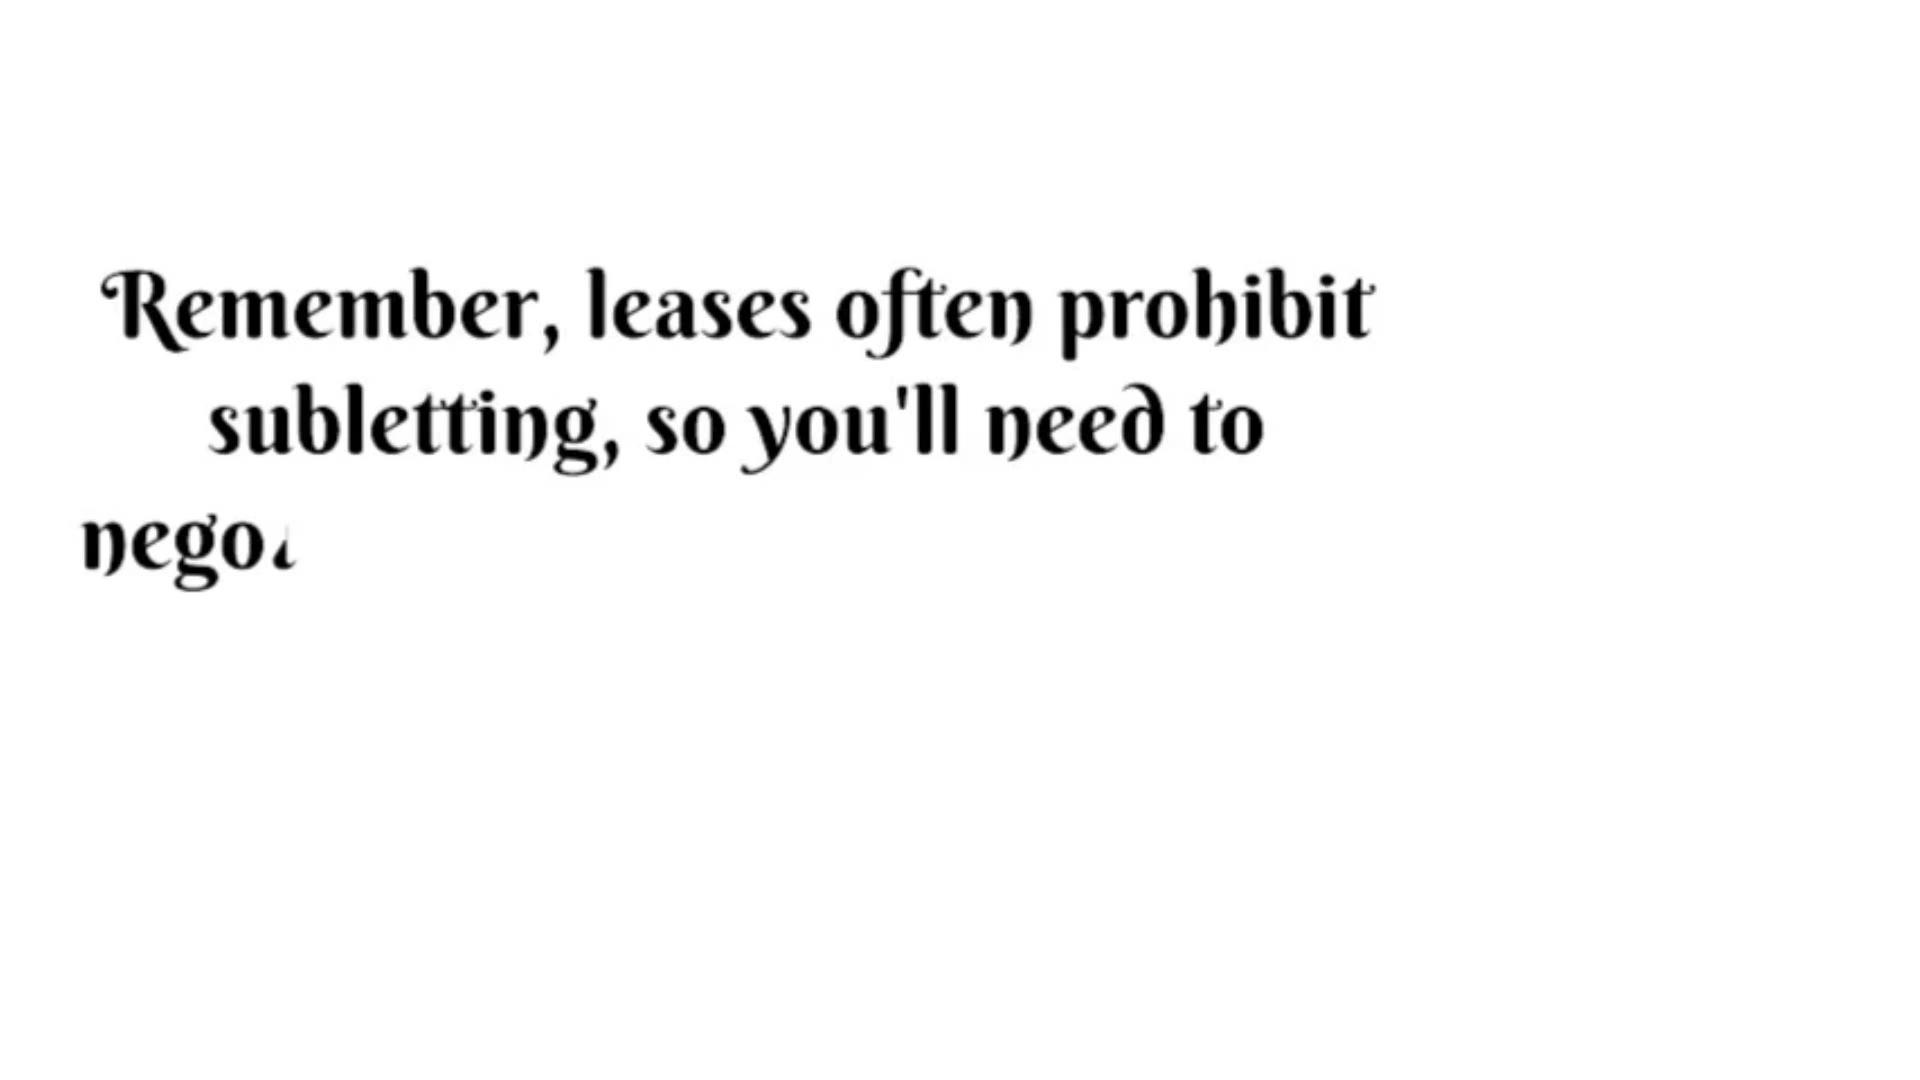 Remember, leases often prohibit
subletting, so you'll need to